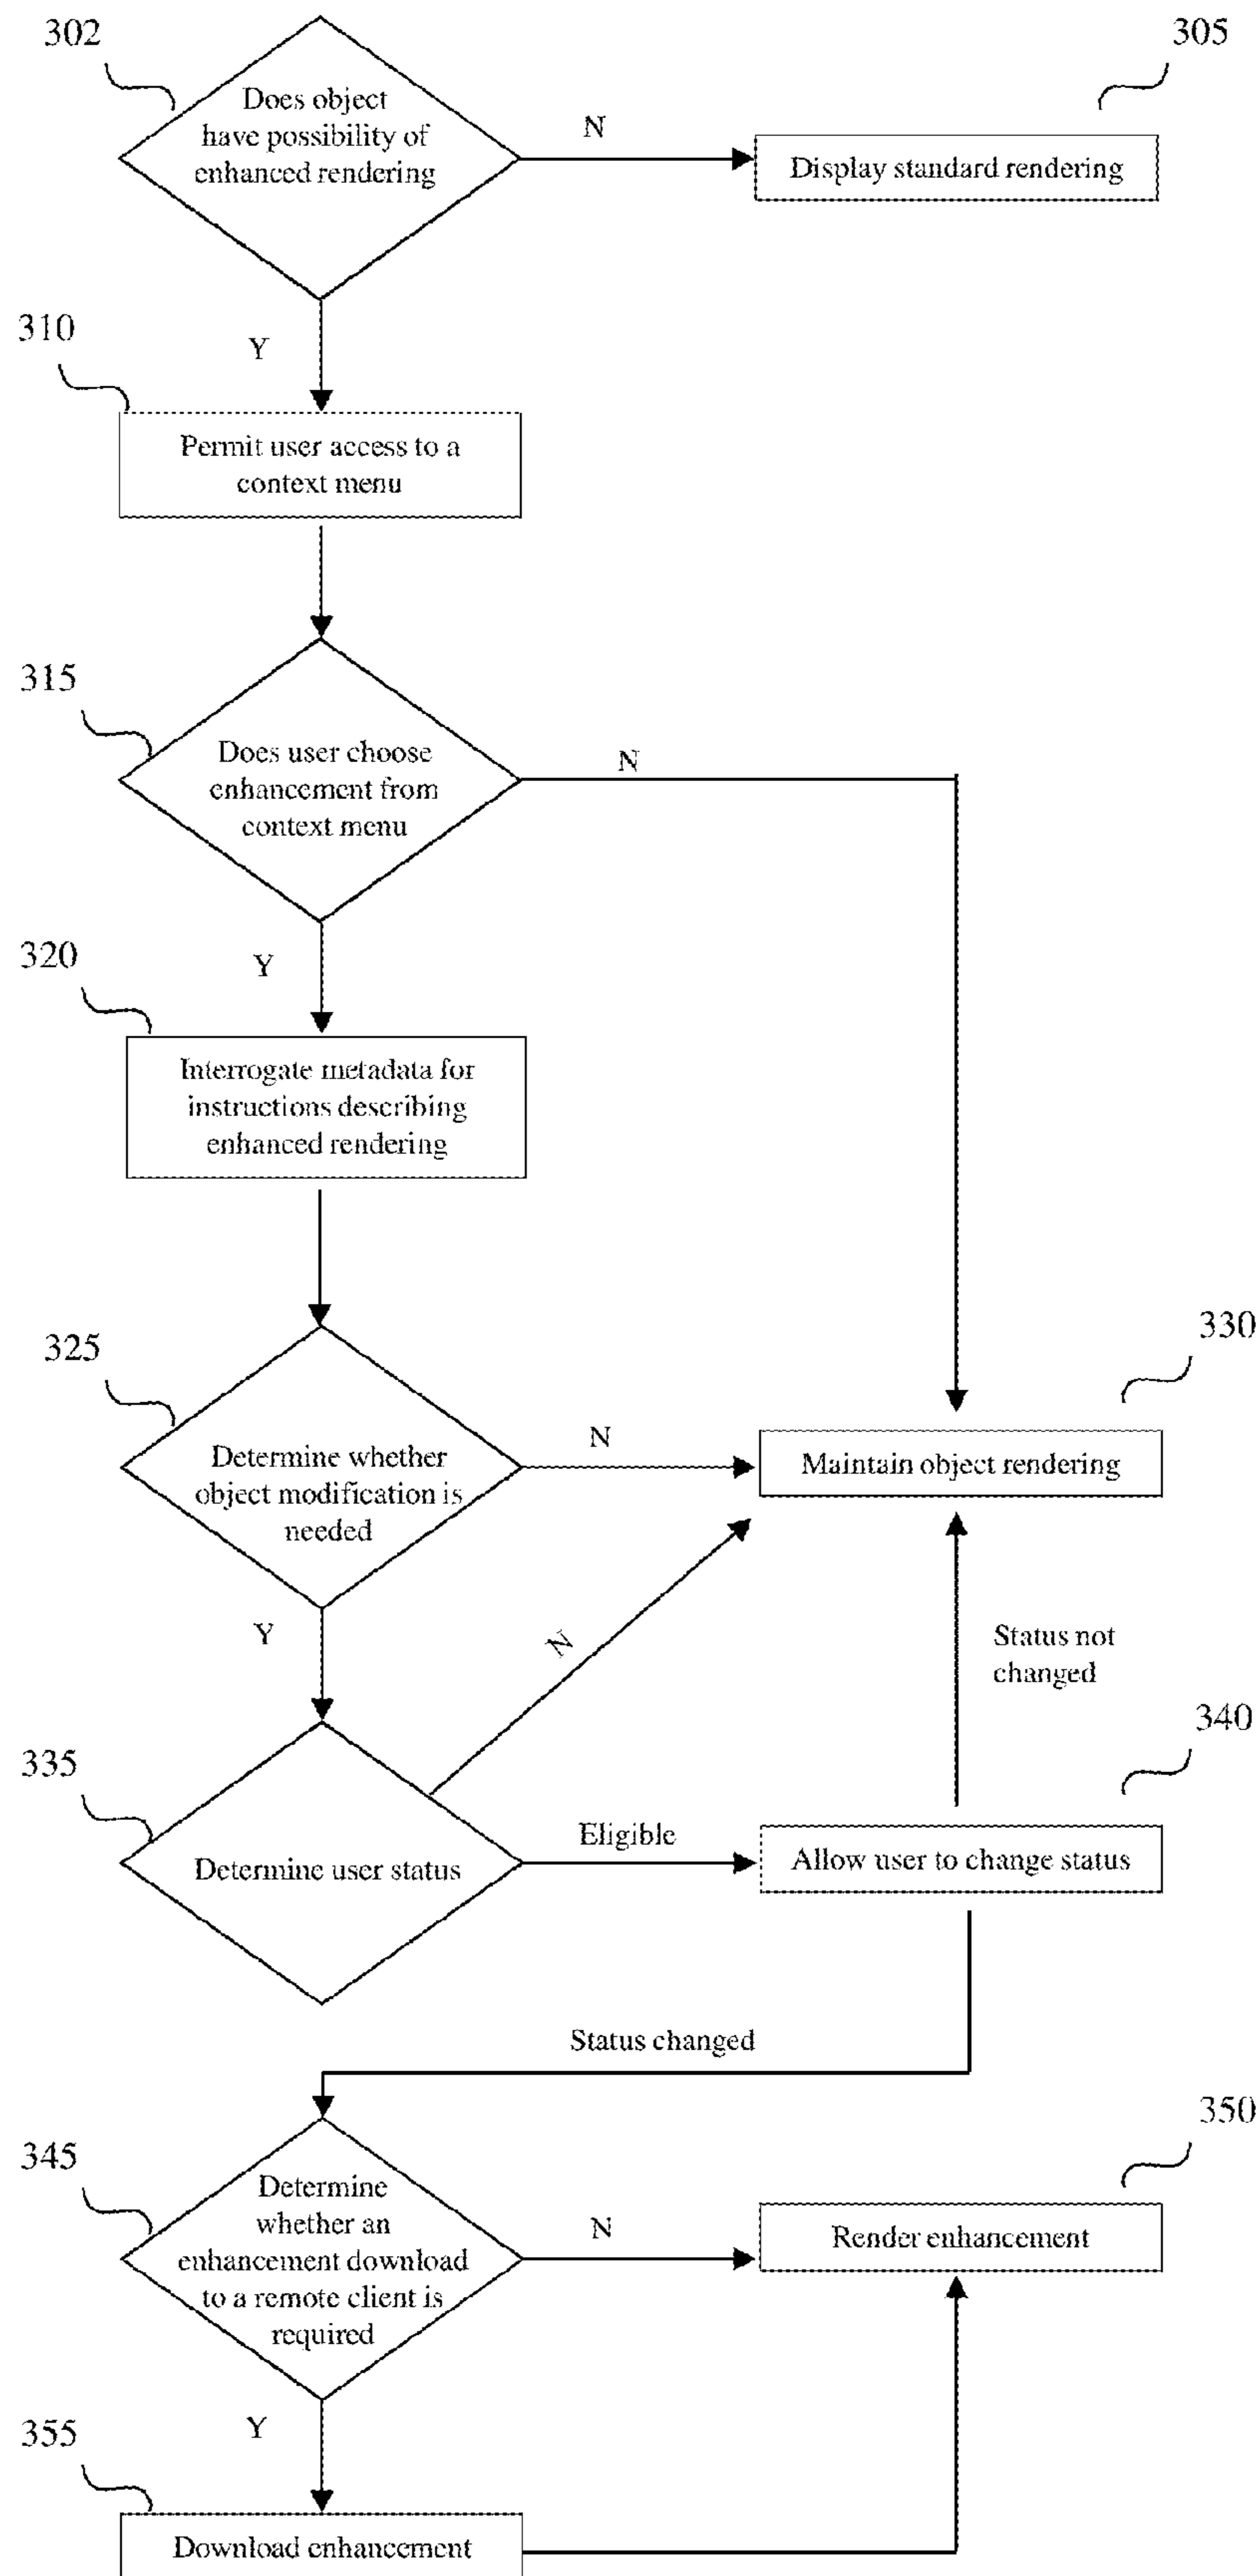 302
305
Does object
have possibility of
enhanced rendering
N
Display standard rendering
310
Y
Permit user access to a
context menu
315
Does user choose
enhancement from
context menu
N
320
Y
Interrogate metadata for
instructions describing
enhanced rendering
325
330
Determine whether
object modification is
needed
N
Maintain object rendering
Y
N
Status not
changed
335
340
Determine user status
Eligible
Allow user to change status
Status changed
345
350
Determine
whether an
enhancement download
to a remote client is
required
N
Render enhancement
355
Y
Download enhancement